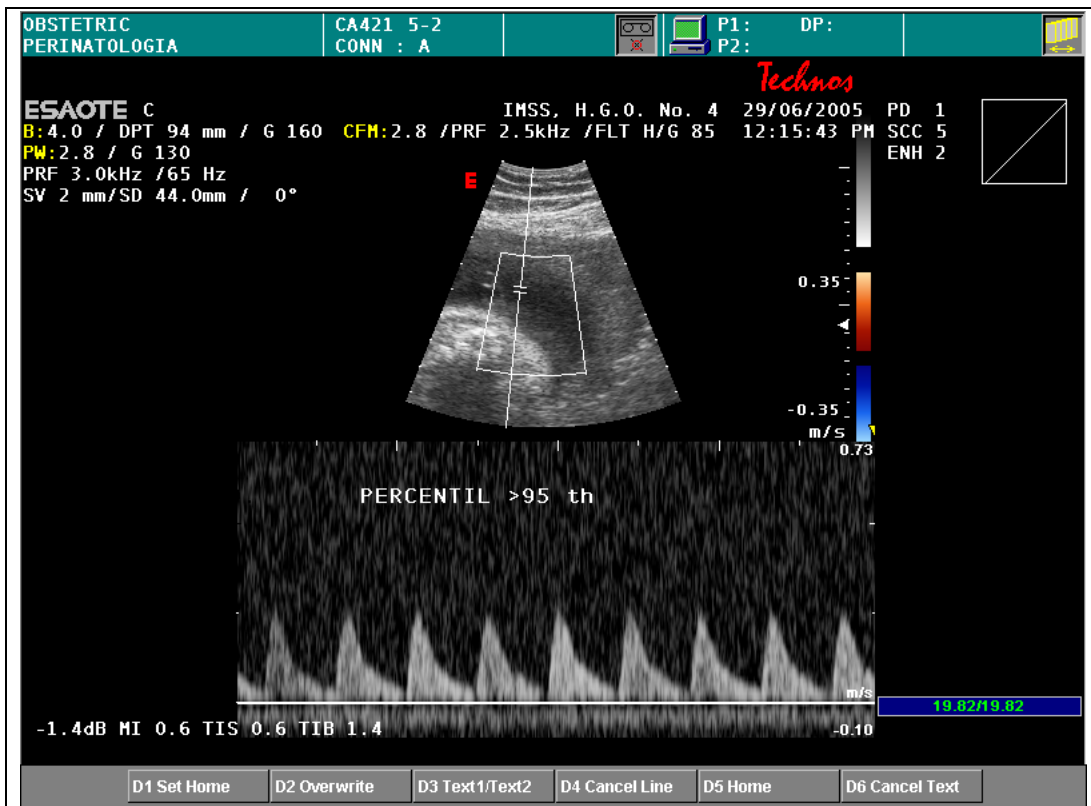 OBSTETRIC CA421 5-2 P1: DP:
PERINATOLOGIA CONN : A P2:
Technos
ESAOTE C IMSS, H.G.O. No. 4 29/06/2005 PD 1
B:4.0 / DPT 94 mm / G 160 CFM:2.8 /PRF 2.5kHz /FLT H/G 85 12:15:43 PM SCC 5
PW:2.8 / G 130 ENH 2
PRF 3.0kHz /65 Hz
SV 2 mm/SD 44.0mm / 0°
E
0.35
-0.35
m/s
0.73
PERCENTIL >95 th
m/s
19.82/19.82
-1.4dB MI 0.6 TIS 0.6 TIB 1.4 -0.10
D1 Set Home D2 Overwrite D3 Text1/Text2 D4 Cancel Line D5 Home D6 Cancel Text